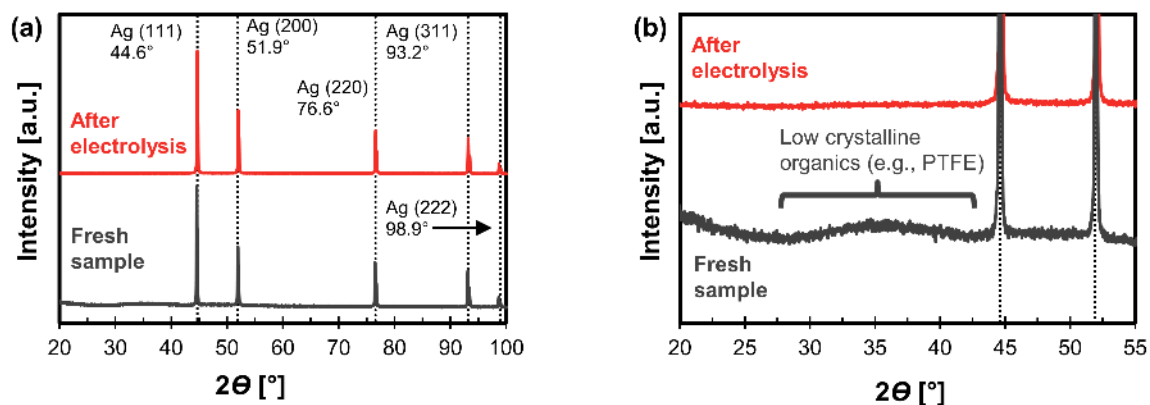 (a)
Ag (111)
44.6°
Ag (200)
51.9°
Ag (311)
93.2°
Ag (220)
76.6°
After
electrolysis
Ag (222)
98.9°
Fresh
sample
Intensity [a.u.]
20 30 40 50 60 70 80 90 100
2Θ [°]
(b)
After
electrolysis
Low crystalline
organics (e.g., PTFE)
Fresh
sample
Intensity [a.u.]
20 25 30 35 40 45 50 55
2Θ [°]